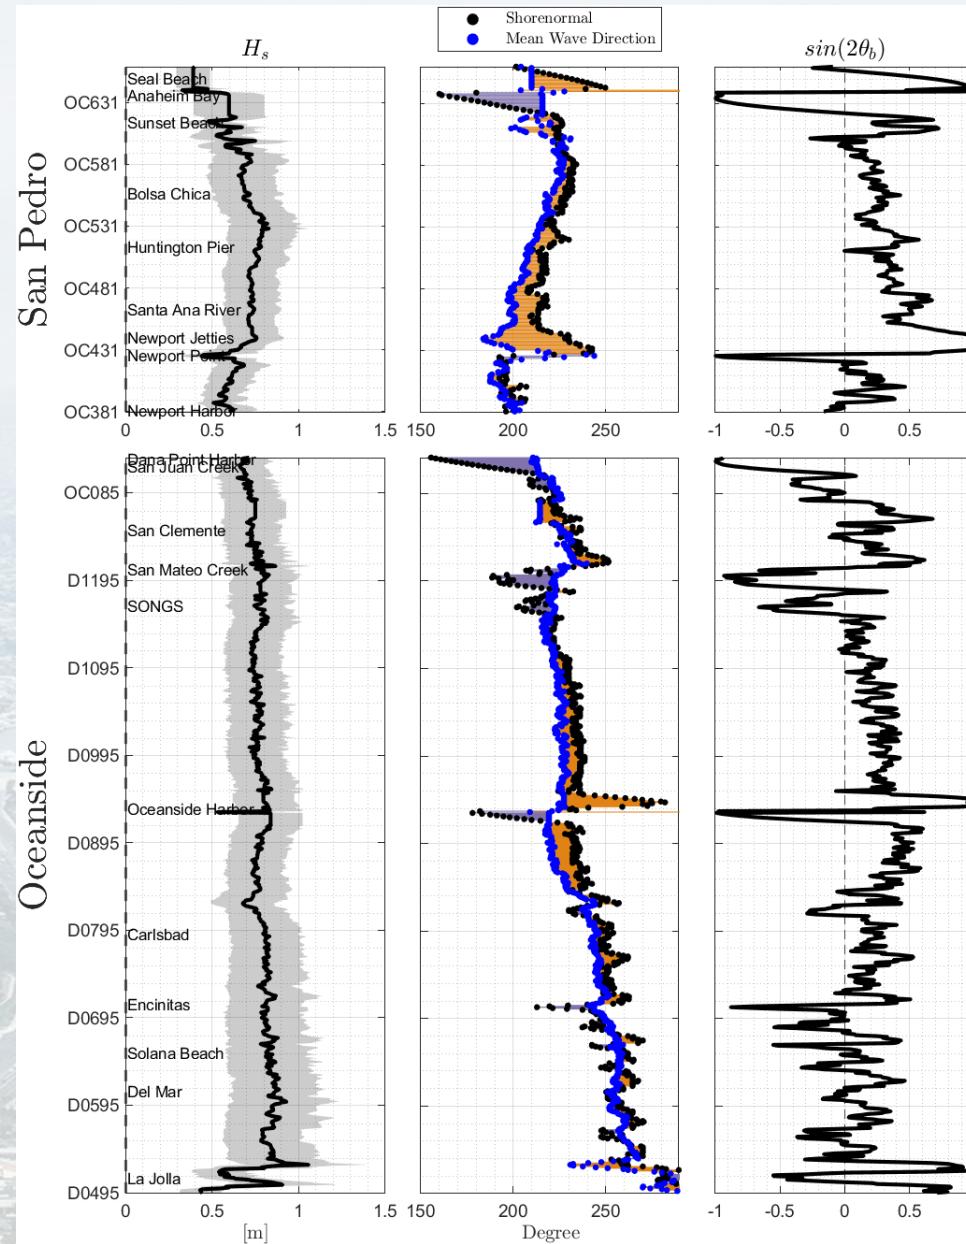 Shorenormal
Mean Wave Direction
H_s
sin(2θ_b)
San Pedro
Seal Beach
Anaheim Bay
OC631
Sunset Beach
OC581
Bolsa Chica
OC531
Huntington Pier
OC481
Santa Ana River
Newport Jetties
OC431
Newport Point
OC381
Newport Harbor
0 0.5 1 1.5
150 200 250
-1 -0.5 0 0.5
Oceanside
Dana Point Harbor
San Juan Creek
OC085
San Clemente
San Mateo Creek
D1195
SONGS
D1095
D0995
Oceanside Harbor
D0895
D0795
Carlsbad
Encinitas
D0695
Solana Beach
Del Mar
D0595
La Jolla
D0495
0 0.5 1 1.5
150 200 250
-1 -0.5 0 0.5
[m]
Degree